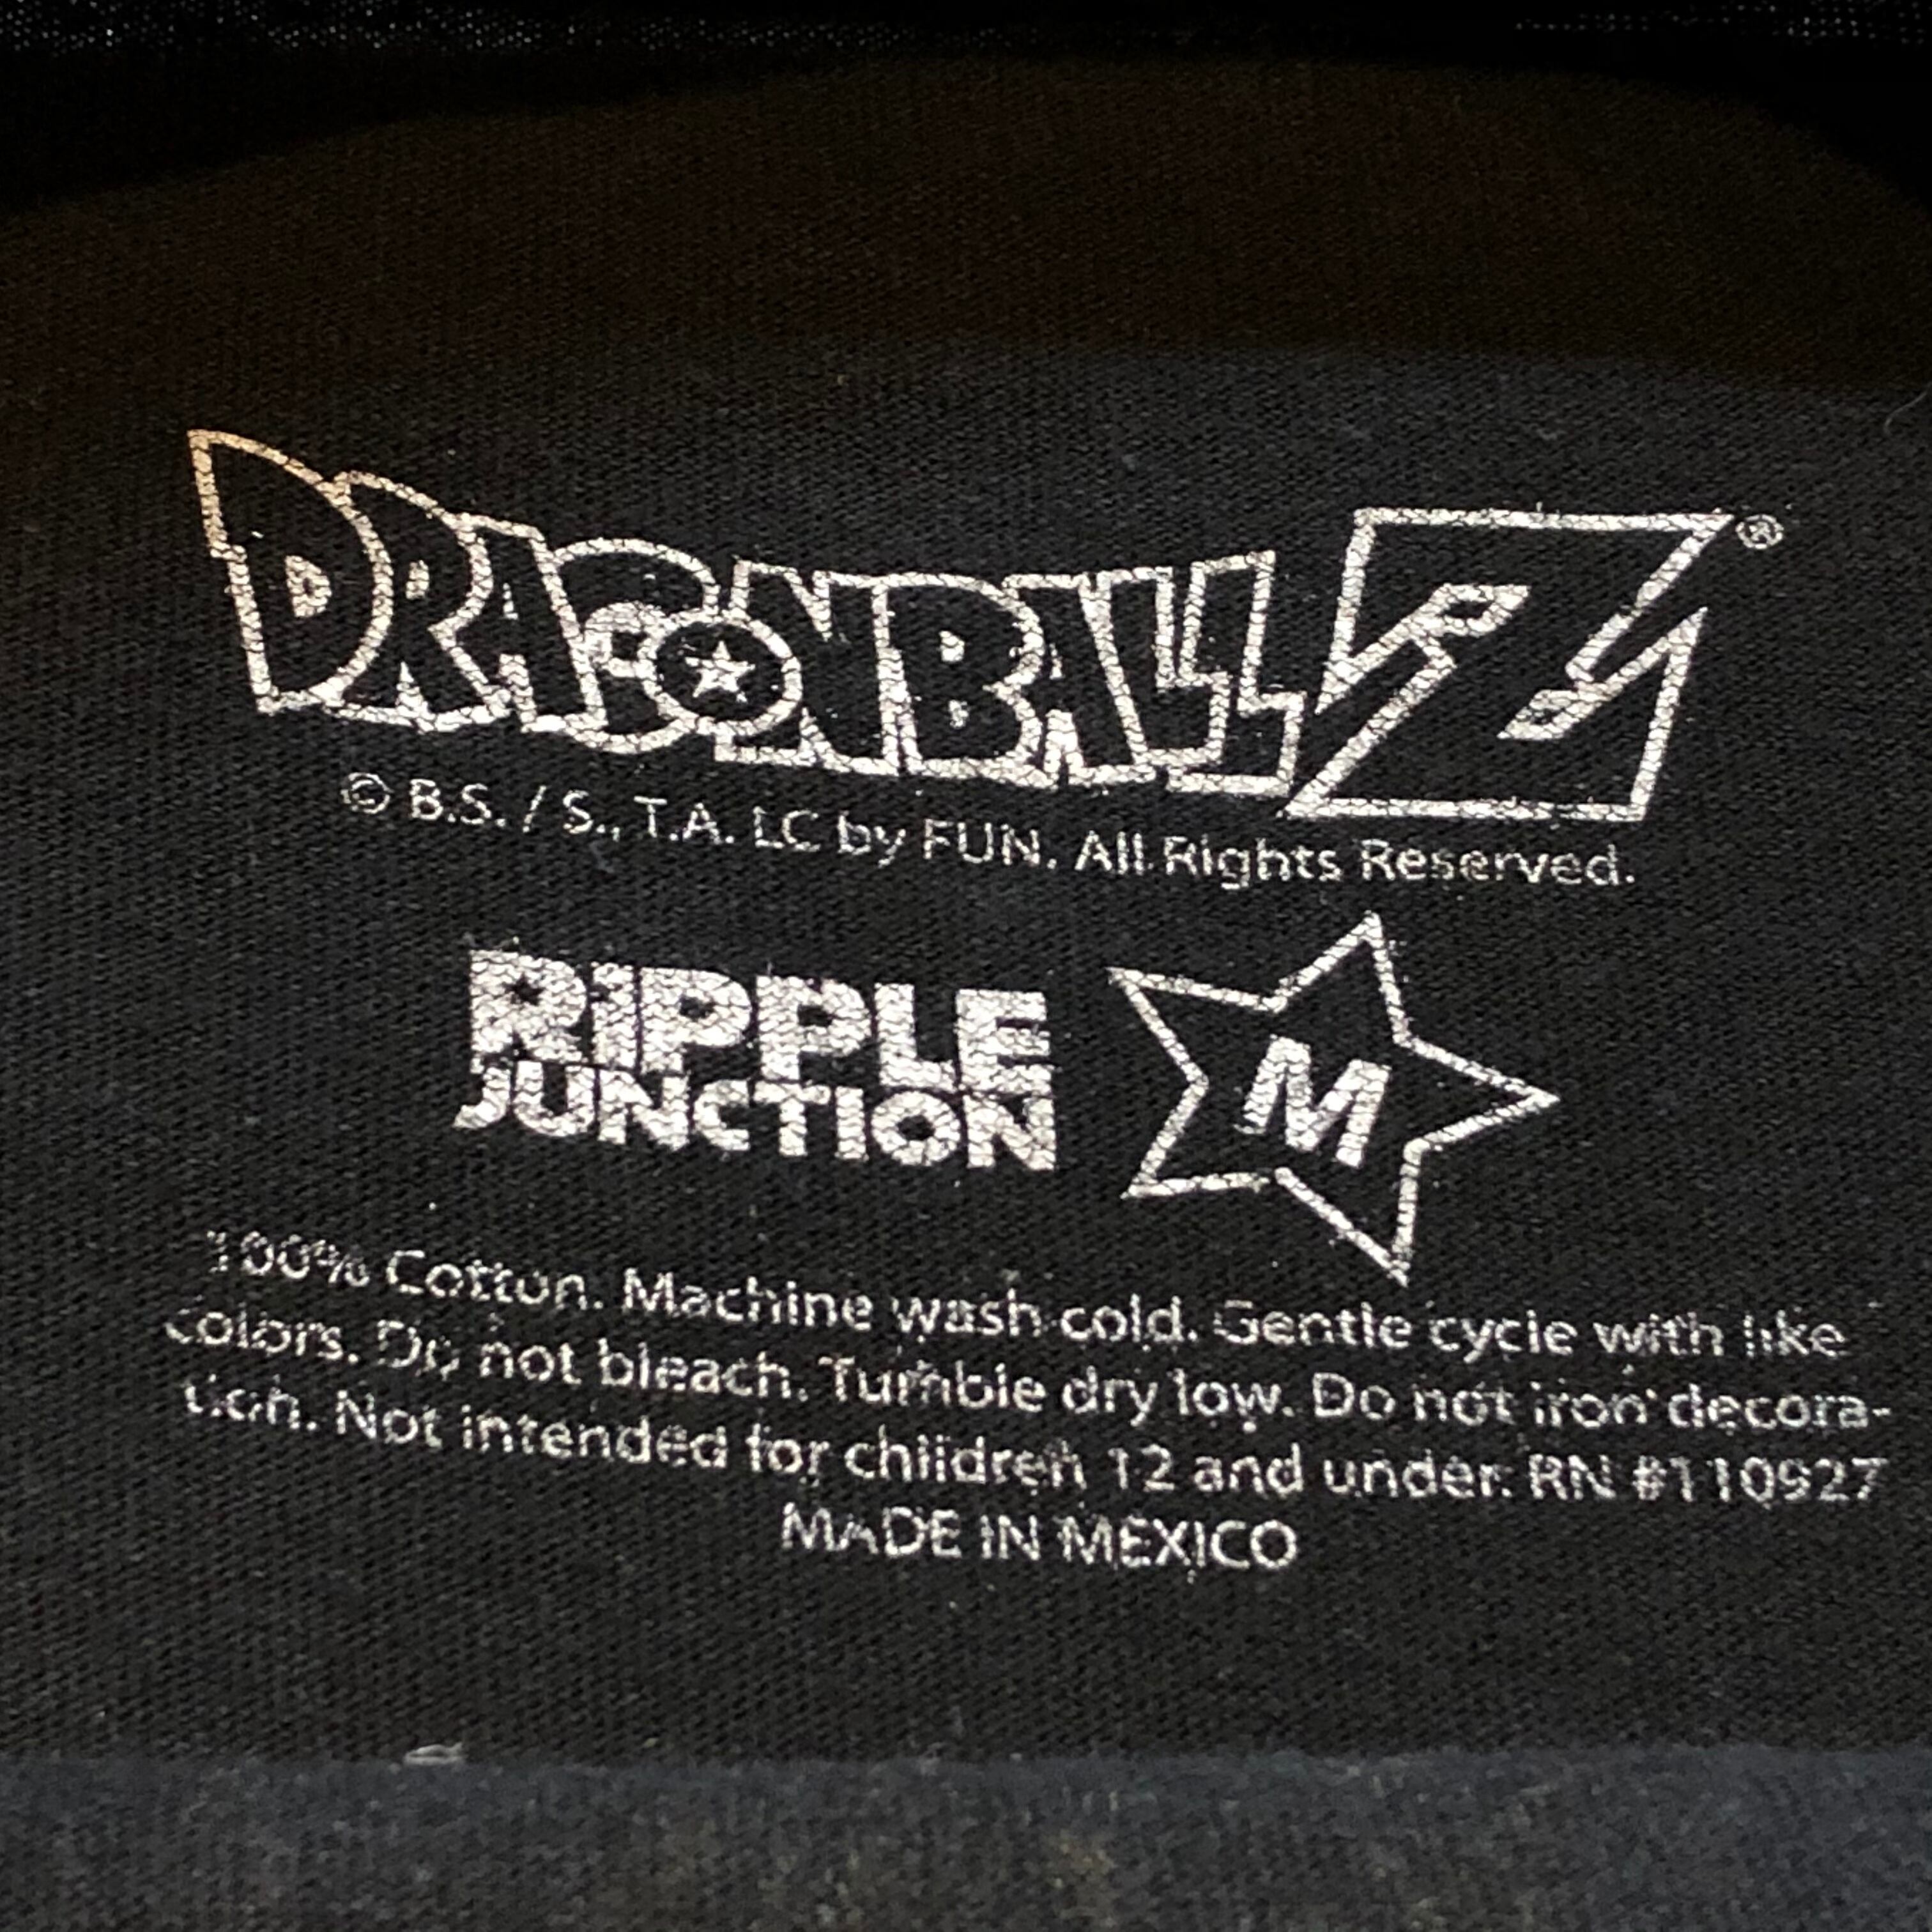 DRAGONBALL Z®
© B.S. / S., T.A. LC by FUN. All Rights Reserved.
RIPPLE
JUNCTION
M
100% Cotton. Machine wash cold. Gentle cycle with like
colors. Do not bleach. Tumble dry low. Do not iron decora-
tion. Not intended for children 12 and under. RN #110927
MADE IN MEXICO